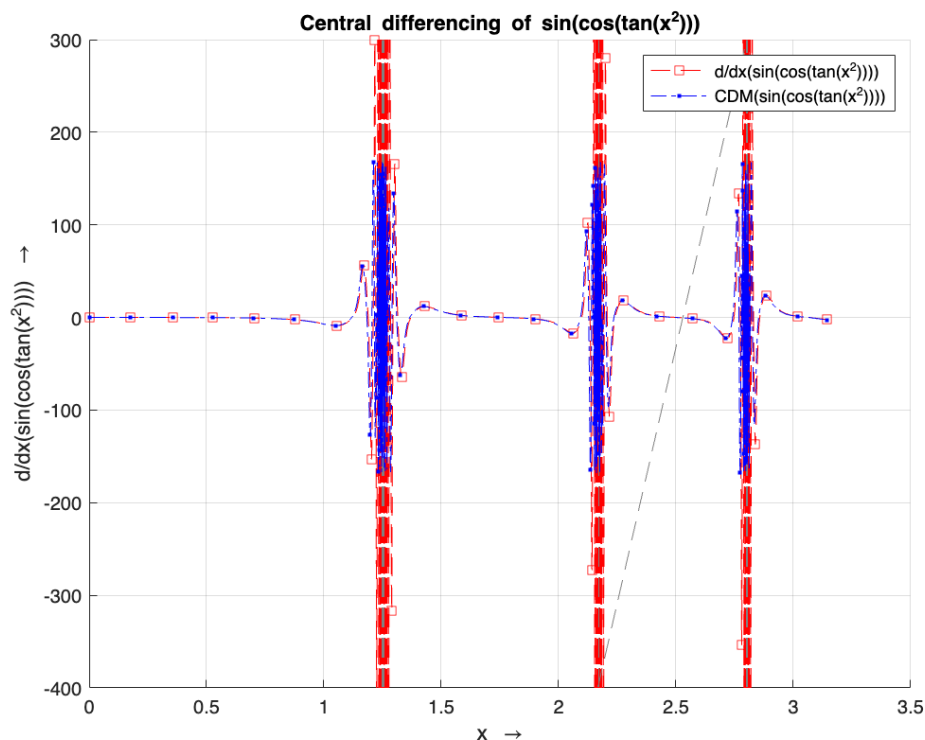 Central differencing of sin(cos(tan(x²)))
d/dx(sin(cos(tan(x²)))) →
300
200
100
0
-100
-200
-300
-400
d/dx(sin(cos(tan(x²))))
CDM(sin(cos(tan(x²))))
0 0.5 1 1.5 2 2.5 3 3.5
x →